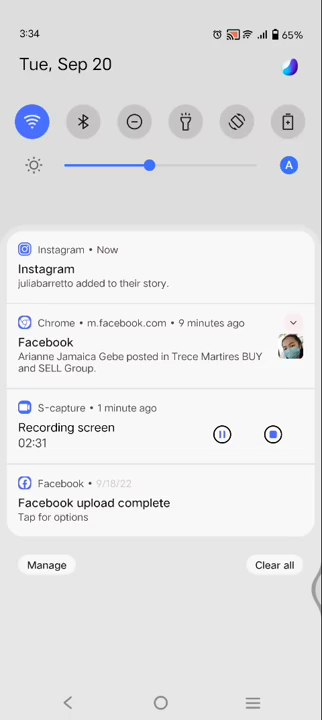 3:34
65%
Tue, Sep 20
A
Instagram • Now
Instagram
juliabarretto added to their story.
Chrome • m.facebook.com • 9 minutes ago
Facebook
Arianne Jamaica Gebe posted in Trece Martires BUY
and SELL Group.
S-capture • 1 minute ago
Recording screen
02:31
Facebook • 9/18/22
Facebook upload complete
Tap for options
Manage
Clear all